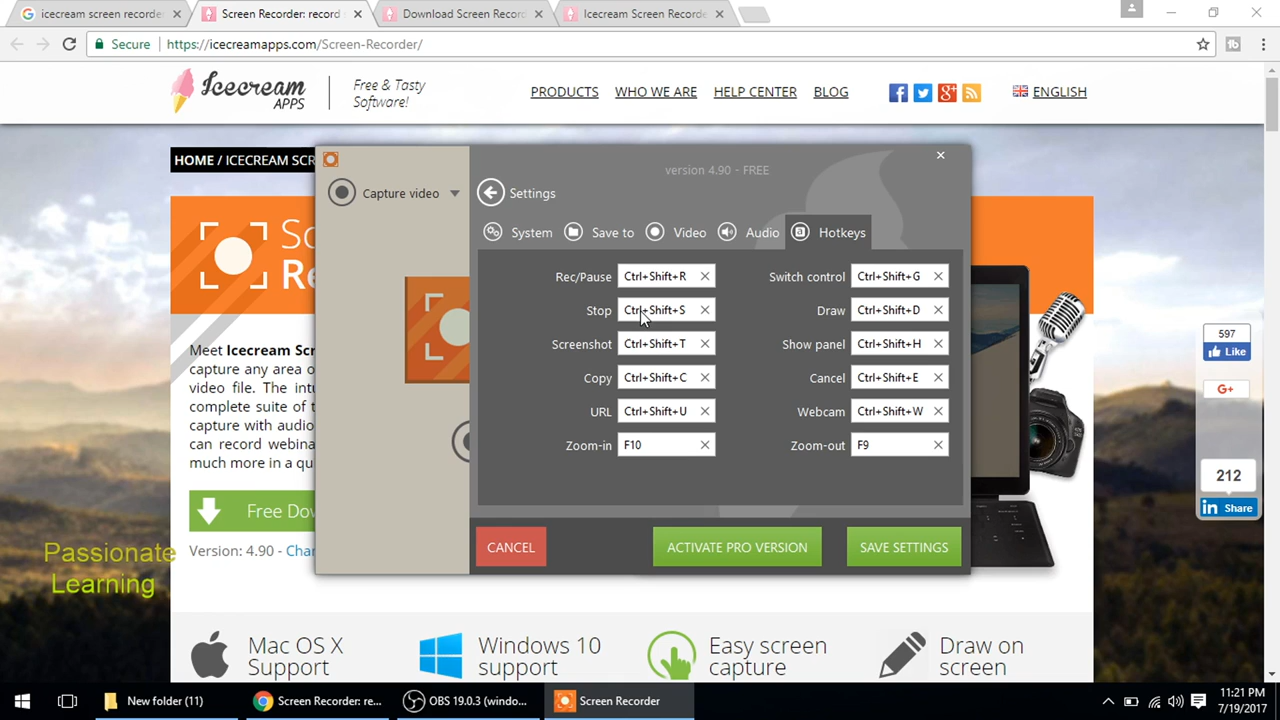 icecream screen recorder
Screen Recorder: record s
Download Screen Recorde
Icecream Screen Recorde
Secure
https://icecreamapps.com/Screen-Recorder/
Icecream
APPS
Free & Tasty
Software!
PRODUCTS
WHO WE ARE
HELP CENTER
BLOG
ENGLISH
HOME / ICECREAM SCR
Sc
Re
Meet Icecream Scr
capture any area o
video file. The intu
complete suite of t
capture with audio
can record webina
much more in a qu
Free Dow
Version: 4.90 - Chan
Passionate
Learning
Capture video
version 4.90 - FREE
Settings
System
Save to
Video
Audio
Hotkeys
Rec/Pause Ctrl+Shift+R
Switch control Ctrl+Shift+G
Stop Ctrl+Shift+S
Draw Ctrl+Shift+D
Screenshot Ctrl+Shift+T
Show panel Ctrl+Shift+H
Copy Ctrl+Shift+C
Cancel Ctrl+Shift+E
URL Ctrl+Shift+U
Webcam Ctrl+Shift+W
Zoom-in F10
Zoom-out F9
CANCEL
ACTIVATE PRO VERSION
SAVE SETTINGS
597
Like
G+
212
in Share
Mac OS X
Support
Windows 10
support
Easy screen
capture
Draw on
screen
New folder (11)
Screen Recorder: re...
OBS 19.0.3 (windo...
Screen Recorder
11:21 PM
7/19/2017